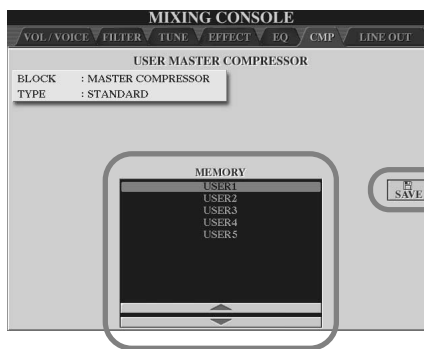 MIXING CONSOLE
VOL/VOICE FILTER TUNE EFFECT EQ CMP LINE OUT
USER MASTER COMPRESSOR
BLOCK : MASTER COMPRESSOR
TYPE : STANDARD
MEMORY
USER1
USER2
USER3
USER4
USER5
SAVE